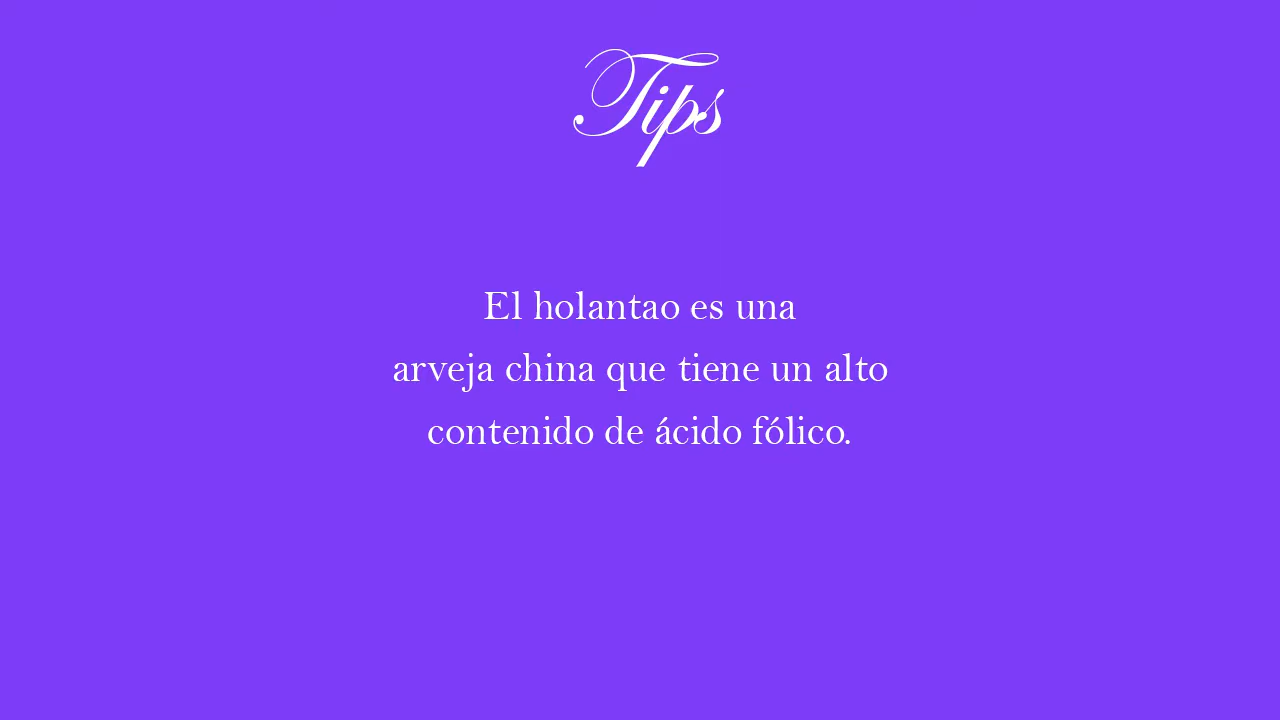 Tips
El holantao es una
arveja china que tiene un alto
contenido de ácido fólico.